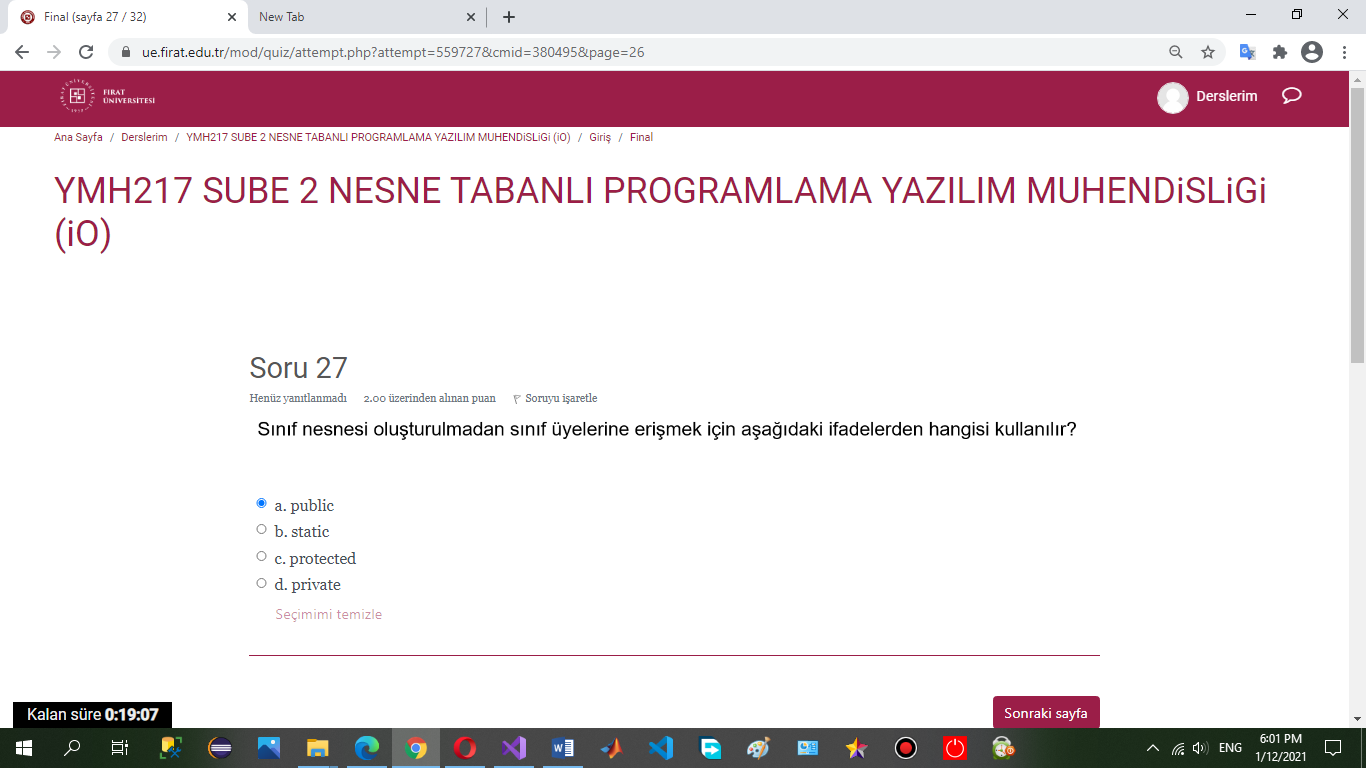 Final (sayfa 27 / 32)
New Tab
ue.firat.edu.tr/mod/quiz/attempt.php?attempt=559727&cmid=380495&page=26
FIRAT
ÜNİVERSİTESİ
Derslerim
Ana Sayfa / Derslerim / YMH217 SUBE 2 NESNE TABANLI PROGRAMLAMA YAZILIM MUHENDiSLiGi (iO) / Giriş / Final
YMH217 SUBE 2 NESNE TABANLI PROGRAMLAMA YAZILIM MUHENDiSLiGi
(iO)
Soru 27
Henüz yanıtlanmadı 2.00 üzerinden alınan puan Soruyu işaretle
Sınıf nesnesi oluşturulmadan sınıf üyelerine erişmek için aşağıdaki ifadelerden hangisi kullanılır?
a. public
b. static
c. protected
d. private
Seçimimi temizle
Kalan süre 0:19:07
Sonraki sayfa
ENG
6:01 PM
1/12/2021